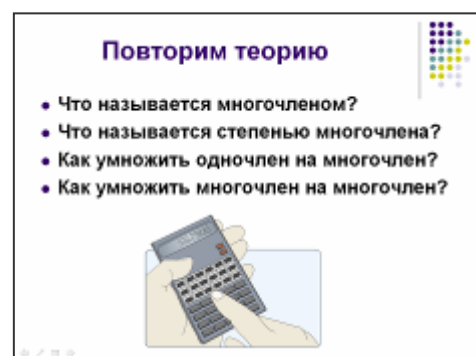 Повторим теорию
• Что называется многочленом?
• Что называется степенью многочлена?
• Как умножить одночлен на многочлен?
• Как умножить многочлен на многочлен?